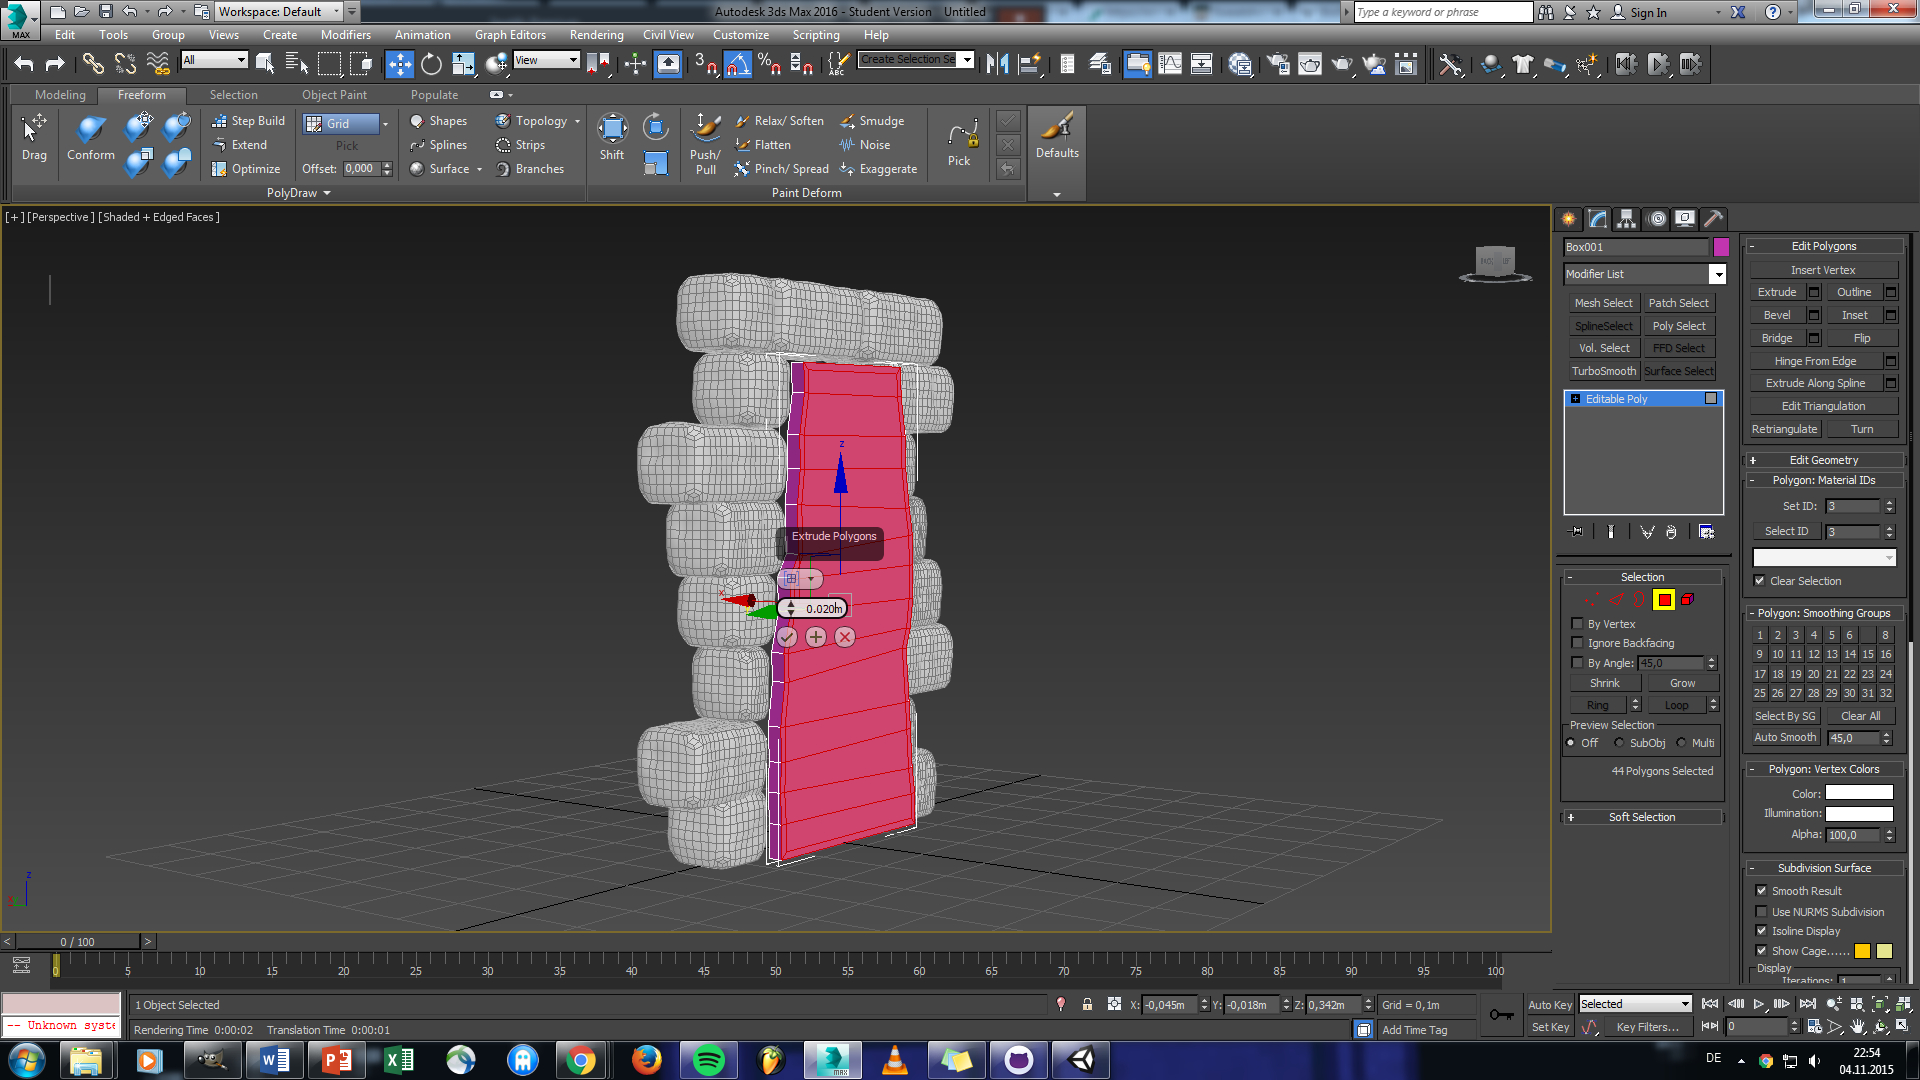 Workspace: Default
Autodesk 3ds Max 2016 - Student Version    Untitled
Type a keyword or phrase
Sign In
MAX
Edit Tools Group Views Create Modifiers Animation Graph Editors Rendering Civil View Customize Scripting Help
All
View
3
%
ABC
Create Selection Se
Modeling Freeform Selection Object Paint Populate
Drag
Conform
Step Build
Extend
Optimize
Grid
Pick
Offset: 0,000
Shapes
Splines
Surface
Topology
Strips
Branches
PolyDraw
Shift
Push/
Pull
Relax/ Soften
Flatten
Pinch/ Spread
Smudge
Noise
Exaggerate
Paint Deform
Pick
Defaults
[+] [Perspective ] [Shaded + Edged Faces ]
z
Extrude Polygons
0.020m
x
z
Box001
Modifier List
Mesh Select Patch Select
SplineSelect Poly Select
Vol. Select FFD Select
TurboSmooth Surface Select
Editable Poly
Selection
By Vertex
Ignore Backfacing
By Angle: 45,0
Shrink Grow
Ring Loop
Preview Selection
Off SubObj Multi
44 Polygons Selected
+ Soft Selection
- Edit Polygons
Insert Vertex
Extrude Outline
Bevel Inset
Bridge Flip
Hinge From Edge
Extrude Along Spline
Edit Triangulation
Retriangulate Turn
+ Edit Geometry
- Polygon: Material IDs
Set ID: 3
Select ID 3
Clear Selection
- Polygon: Smoothing Groups
1 2 3 4 5 6 8
9 10 11 12 13 14 15 16
17 18 19 20 21 22 23 24
25 26 27 28 29 30 31 32
Select By SG Clear All
Auto Smooth 45,0
- Polygon: Vertex Colors
Color:
Illumination:
Alpha: 100,0
- Subdivision Surface
Smooth Result
Use NURMS Subdivision
Isoline Display
Show Cage......
Display
Iterations: 1
< 0 / 100 >
0 5 10 15 20 25 30 35 40 45 50 55 60 65 70 75 80 85 90 95 100
1 Object Selected
X: -0,045m Y: -0,018m Z: 0,342m Grid = 0,1m
Auto Key Selected
-- Unknown syste
Rendering Time 0:00:02 Translation Time 0:00:01
Add Time Tag
Set Key Key Filters... 0
DE
22:54
04.11.2015